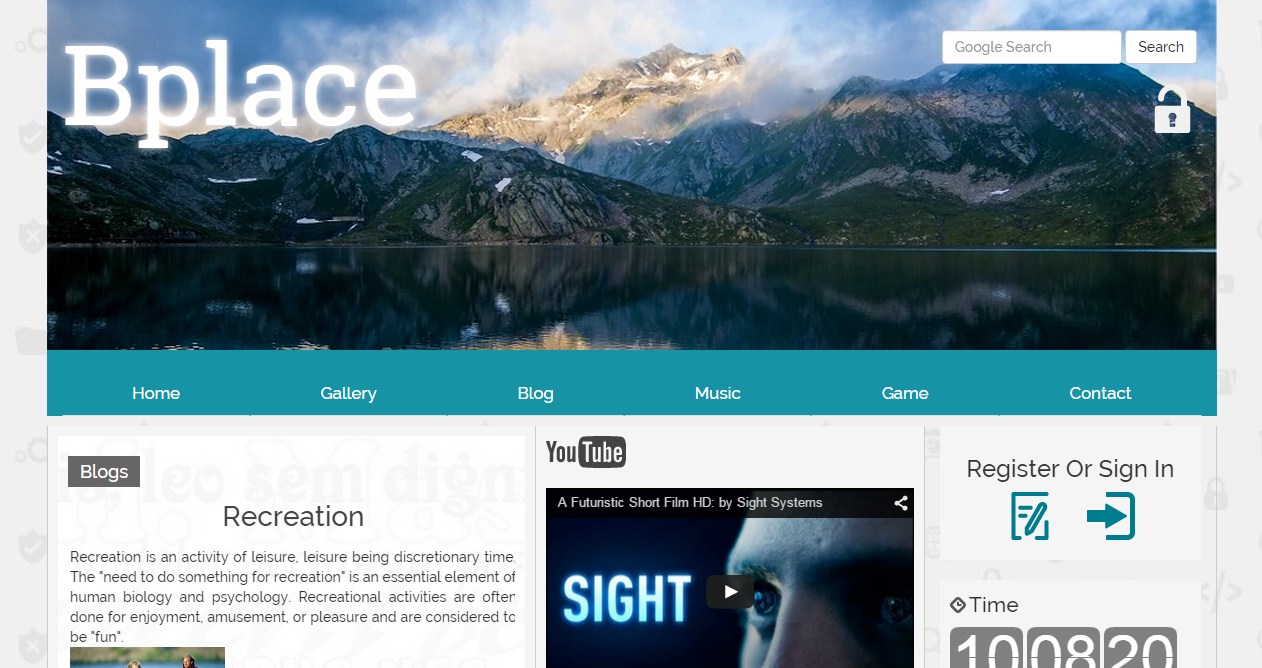 Bplace
Google Search
Search
Home
Gallery
Blog
Music
Game
Contact
Blogs
Recreation
Recreation is an activity of leisure, leisure being discretionary time.
The "need to do something for recreation" is an essential element of
human biology and psychology. Recreational activities are often
done for enjoyment, amusement, or pleasure and are considered to
be "fun".
YouTube
A Futuristic Short Film HD: by Sight Systems
SIGHT
Register Or Sign In
Time
10 08 20